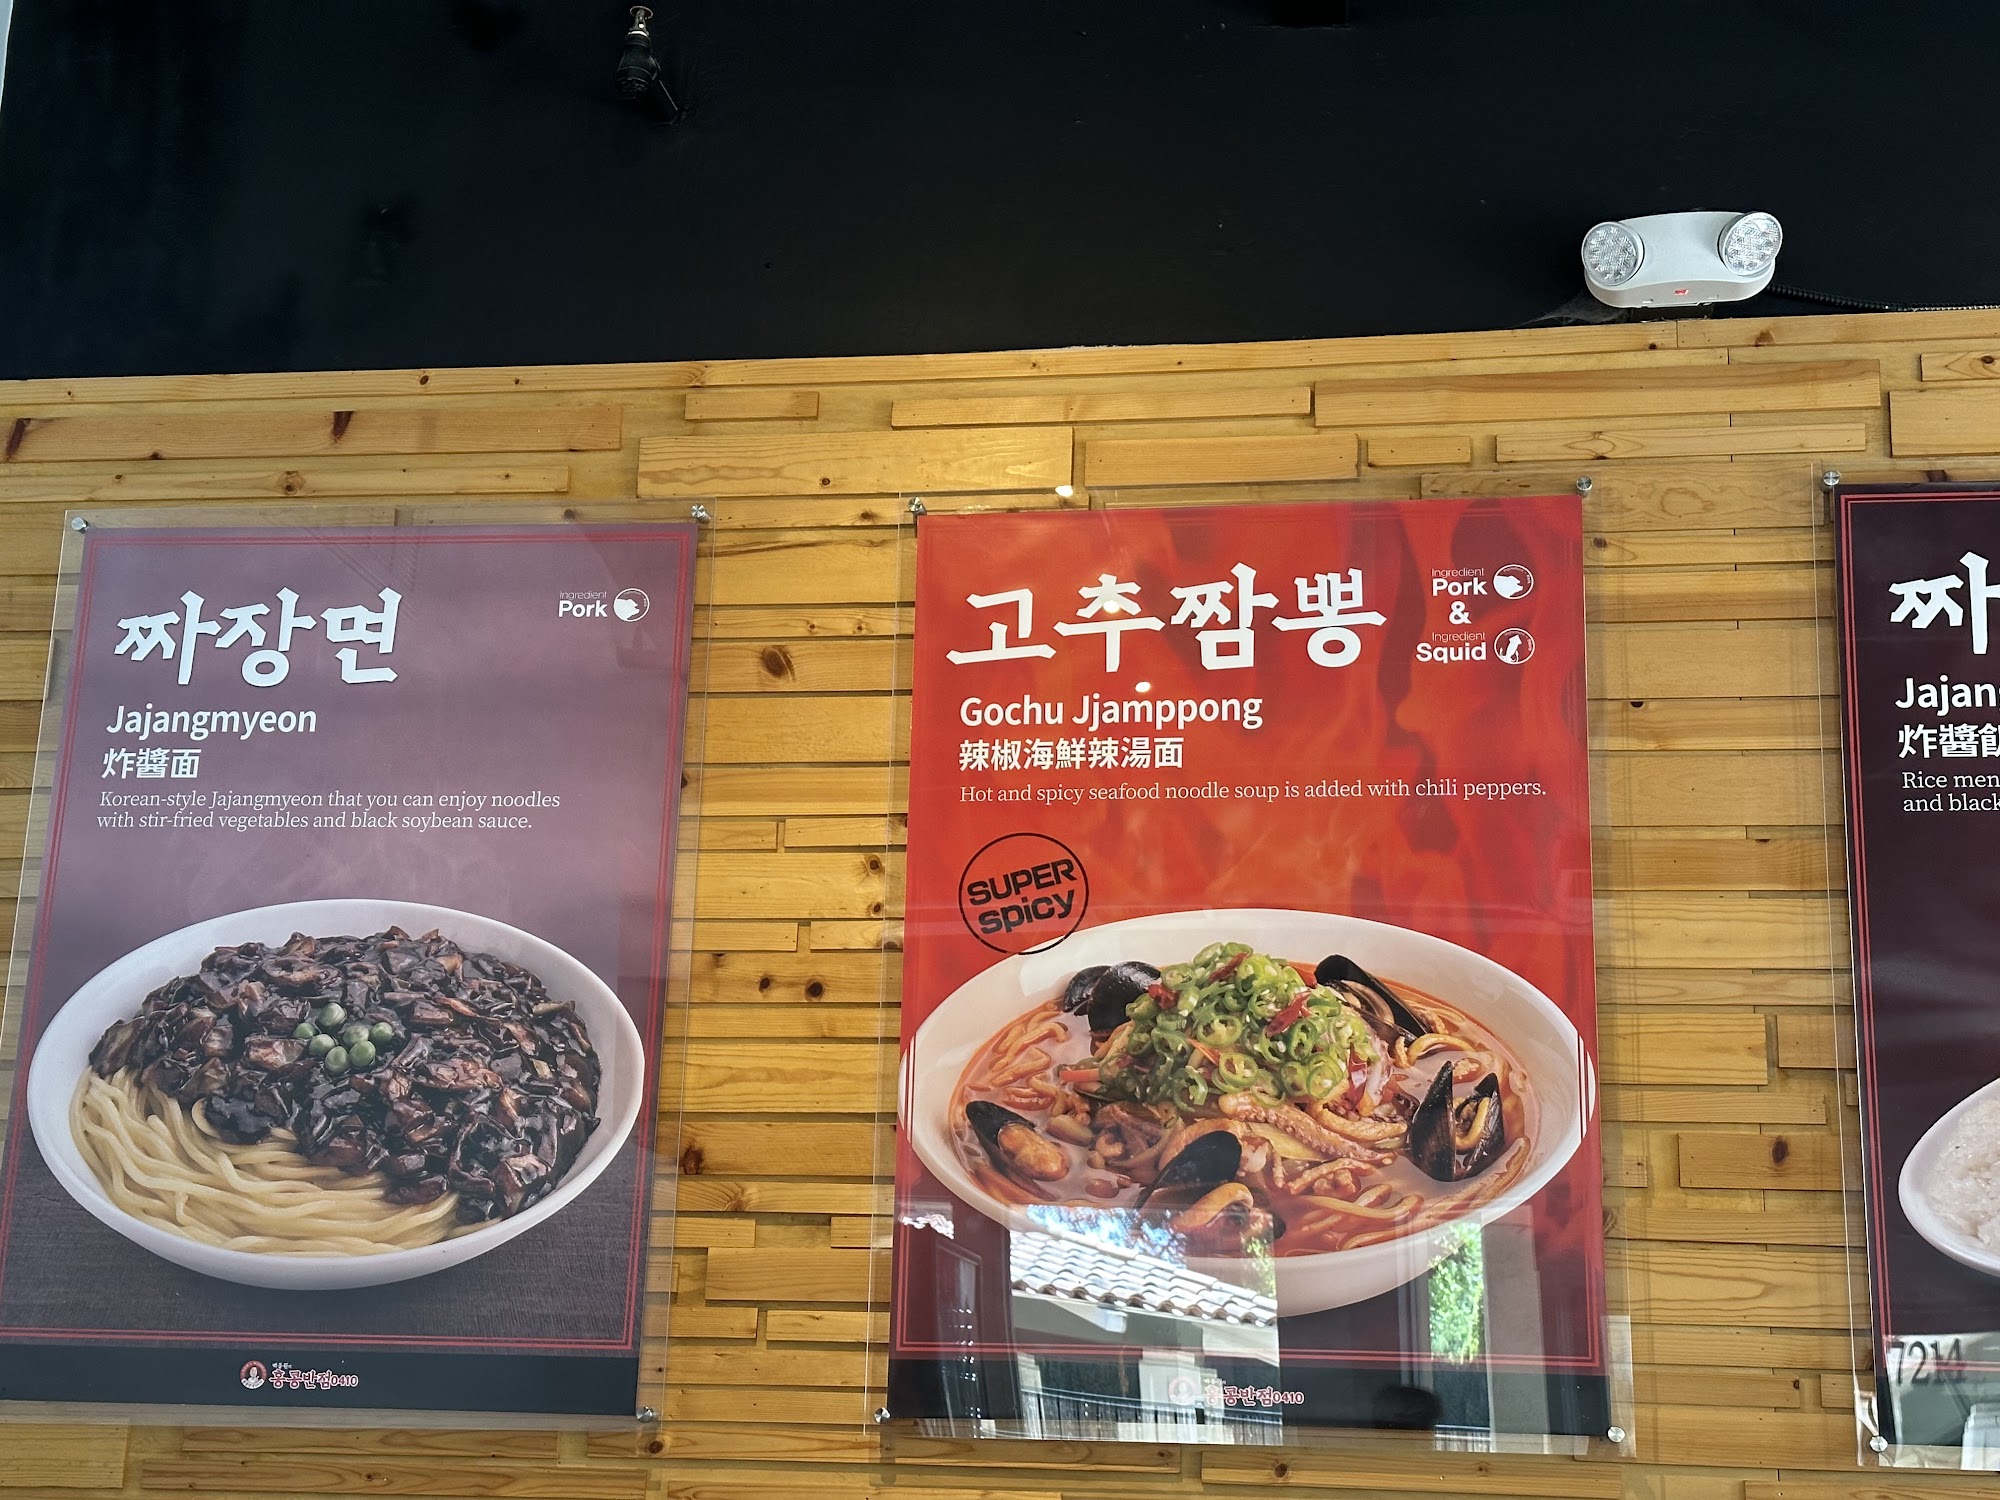 짜장면
Ingredient
Pork
Jajangmyeon
炸醬面
Korean-style Jajangmyeon that you can enjoy noodles
with stir-fried vegetables and black soybean sauce.
홍콩반점0410
고추짬뽕
Ingredient
Pork
&
Ingredient
Squid
Gochu Jjamppong
辣椒海鮮辣湯面
Hot and spicy seafood noodle soup is added with chili peppers.
SUPER
spicy
홍콩반점0410
짜
Jajan
炸醬飯
Rice men
and black
7214